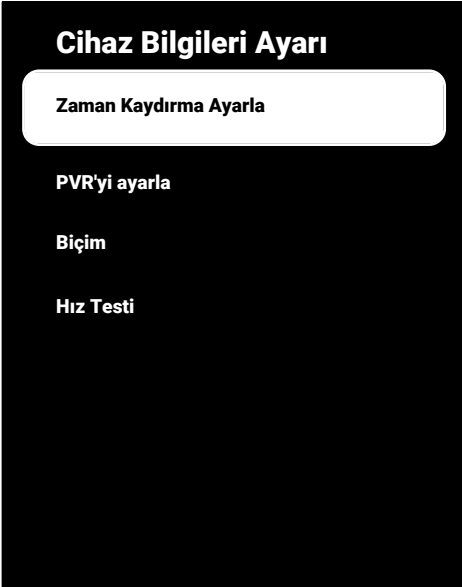 Cihaz Bilgileri Ayarı
Zaman Kaydırma Ayarla
PVR'yi ayarla
Biçim
Hız Testi